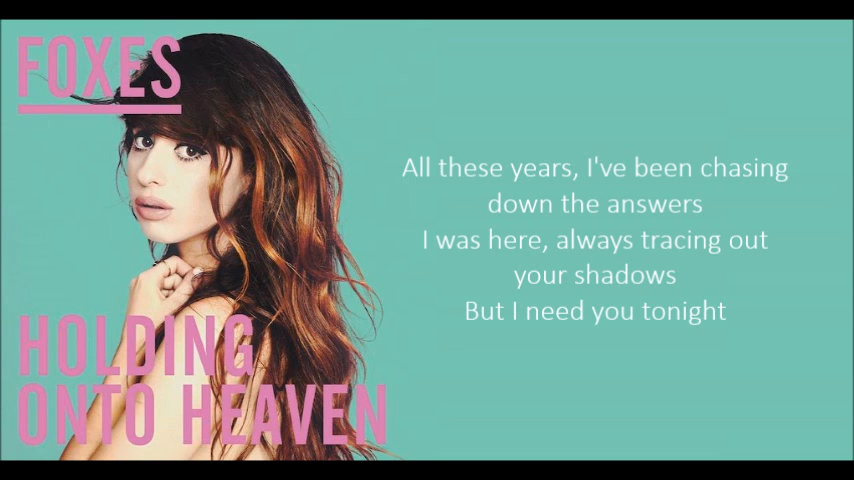 FOXES
HOLDING
ONTO HEAVEN
All these years, I've been chasing
down the answers
I was here, always tracing out
your shadows
But I need you tonight